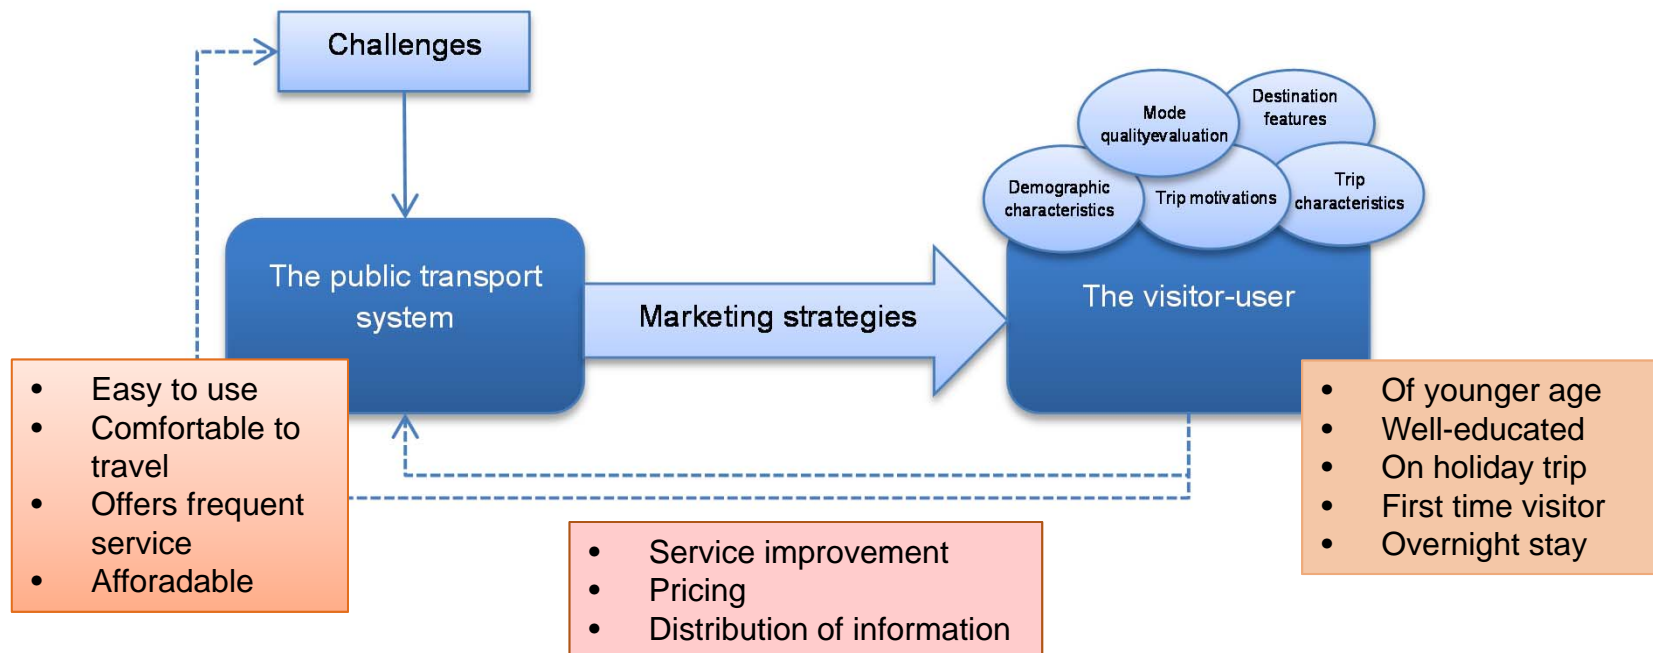 Challenges
Destination
features
Mode
qualityevaluation
Demographic
characteristics
Trip motivations
Trip
characteristics
The public transport
system
Marketing strategies
The visitor-user
• Easy to use
• Comfortable to
travel
• Offers frequent
service
• Afforadable
• Service improvement
• Pricing
• Distribution of information
• Of younger age
• Well-educated
• On holiday trip
• First time visitor
• Overnight stay